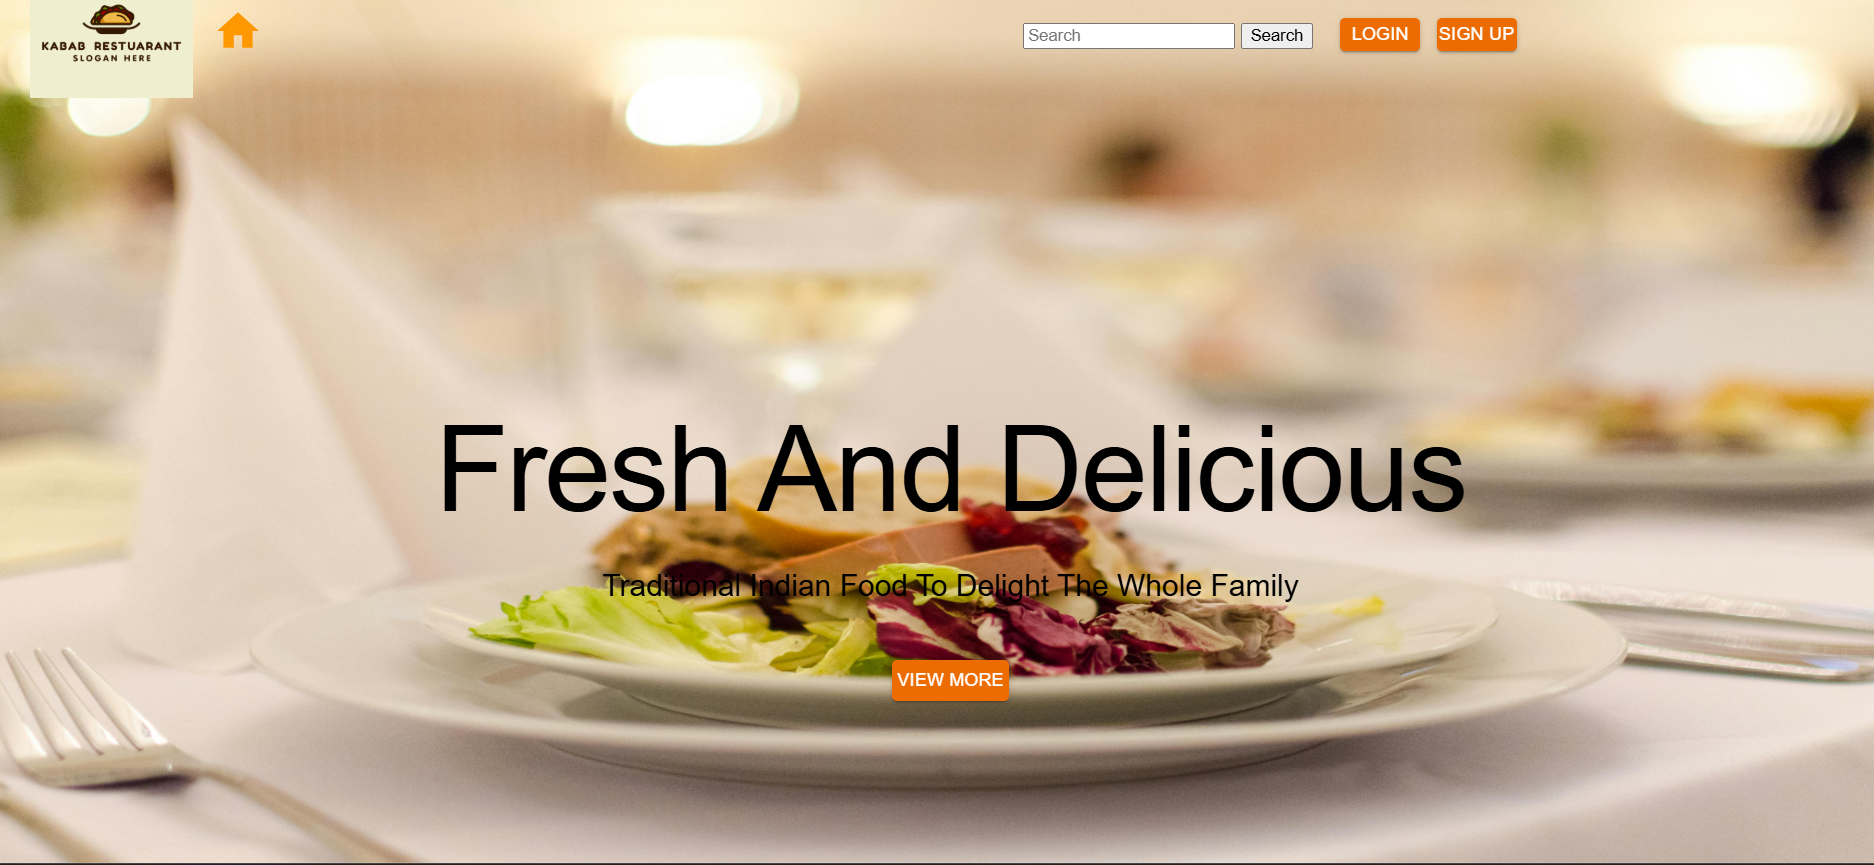 KABAB RESTUARANT
SLOGAN HERE
Search
Search
LOGIN
SIGN UP
Fresh And Delicious
Traditional Indian Food To Delight The Whole Family
VIEW MORE